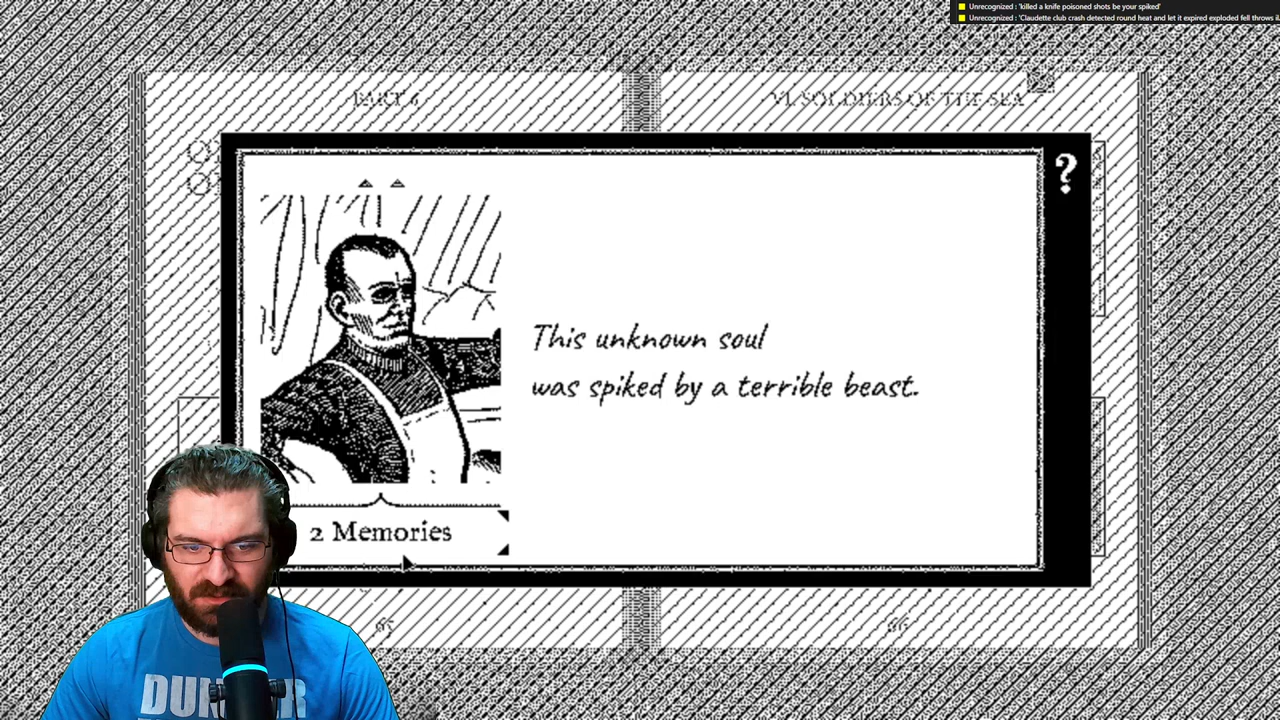 Unrecognized : 'killed a knife poisoned shots be your spiked'
Unrecognized : 'Claudette club crash detected round heat and let it expired exploded fell throws i
PART 6
VI. SOLDIERS OF THE SEA
?
This unknown soul
was spiked by a terrible beast.
2 Memories
65
66